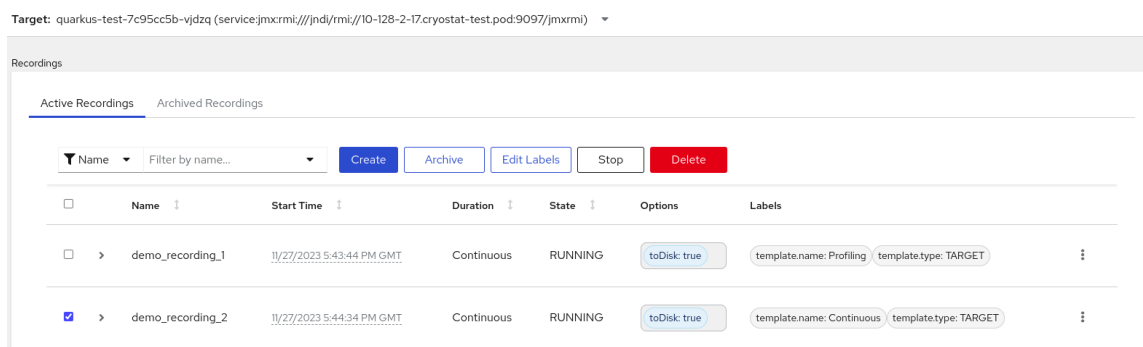 Target: quarkus-test-7c95cc5b-vjdzq (service:jmx:rmi:///jndi/rmi://10-128-2-17.cryostat-test.pod:9097/jmxrmi)
Recordings
Active Recordings Archived Recordings
Name Filter by name... Create Archive Edit Labels Stop Delete
Name Start Time Duration State Options Labels
demo_recording_1 11/27/2023 5:43:44 PM GMT Continuous RUNNING toDisk: true template.name: Profiling template.type: TARGET
demo_recording_2 11/27/2023 5:44:34 PM GMT Continuous RUNNING toDisk: true template.name: Continuous template.type: TARGET